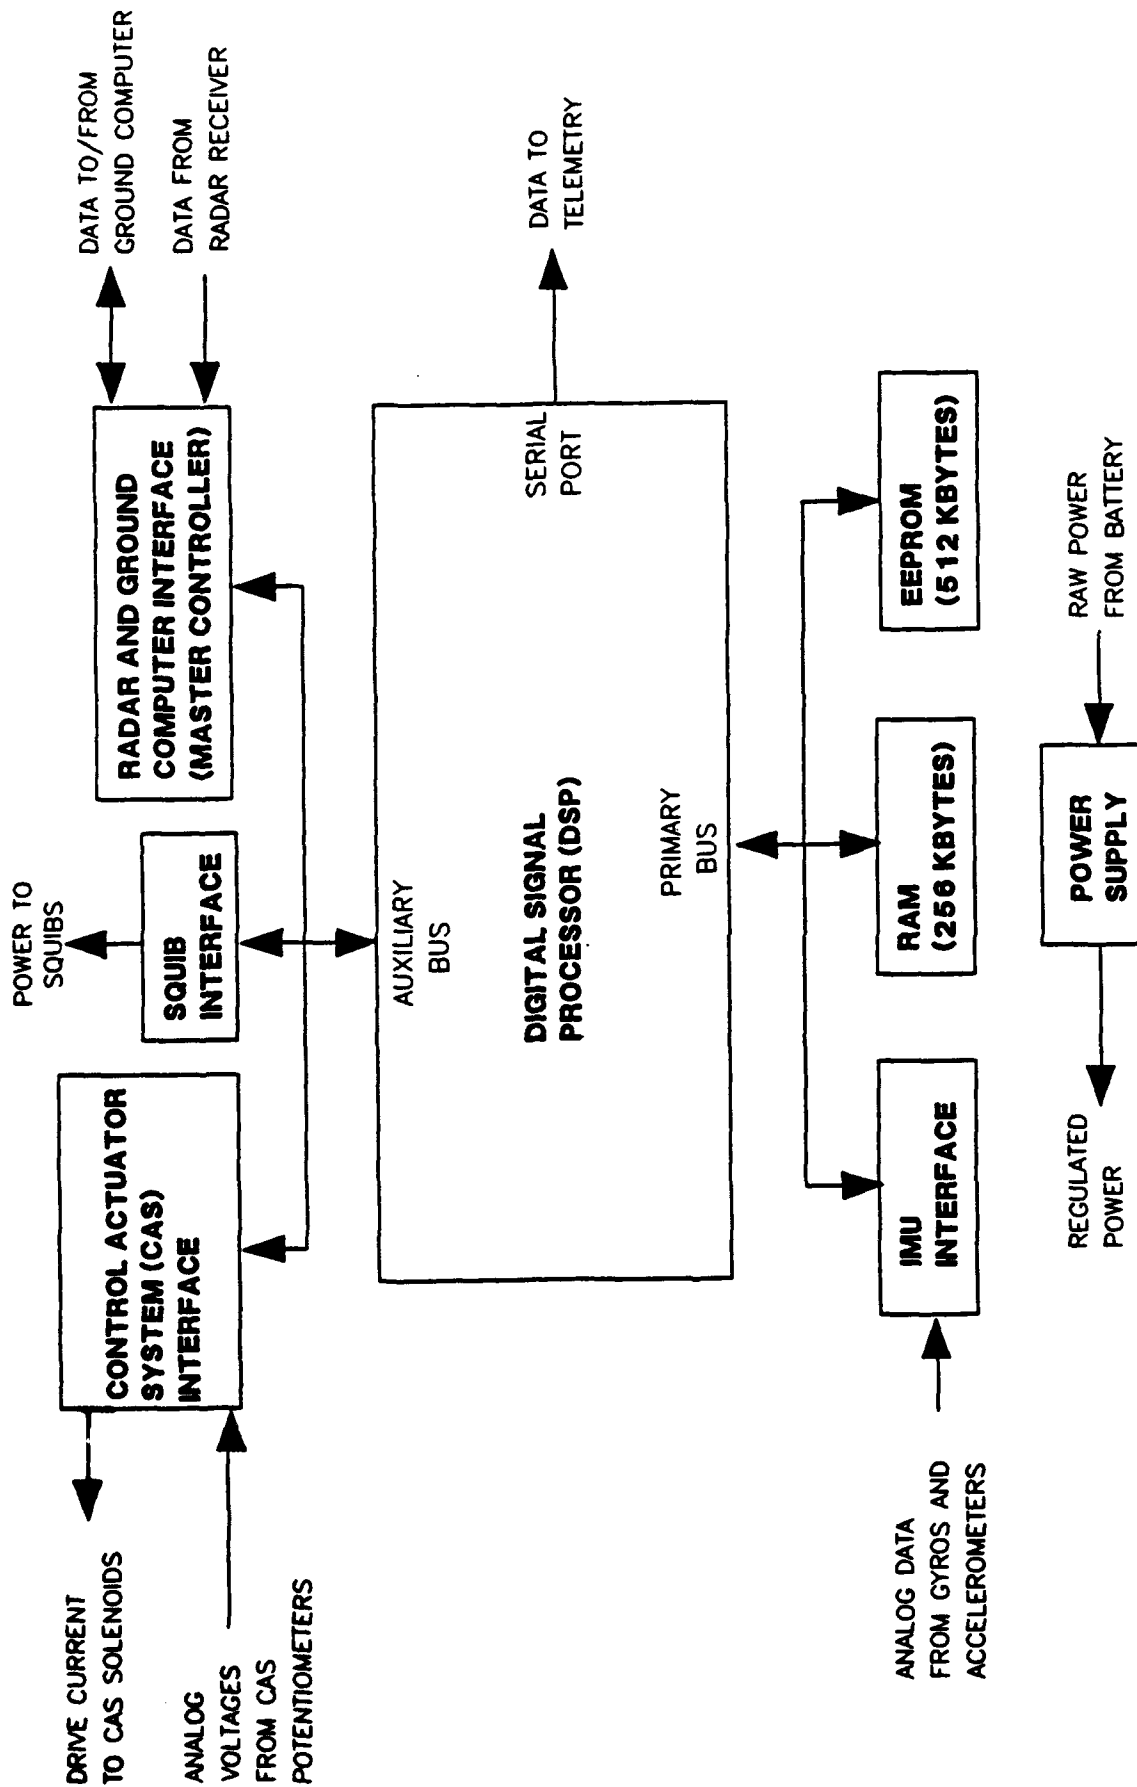 DRIVE CURRENT
TO CAS SOLENOIDS
ANALOG
VOLTAGES
FROM CAS
POTENTIOMETERS
CONTROL ACTUATOR
SYSTEM (CAS)
INTERFACE
POWER TO
SQUIBS
SQUIB
INTERFACE
RADAR AND GROUND
COMPUTER INTERFACE
(MASTER CONTROLLER)
DATA TO/FROM
GROUND COMPUTER
DATA FROM
RADAR RECEIVER
AUXILIARY
BUS
DIGITAL SIGNAL
PROCESSOR (DSP)
PRIMARY
BUS
SERIAL
PORT
DATA TO
TELEMETRY
ANALOG DATA
FROM GYROS AND
ACCELEROMETERS
IMU
INTERFACE
RAM
(256 KBYTES)
EEPROM
(512 KBYTES)
REGULATED
POWER
POWER
SUPPLY
RAW POWER
FROM BATTERY